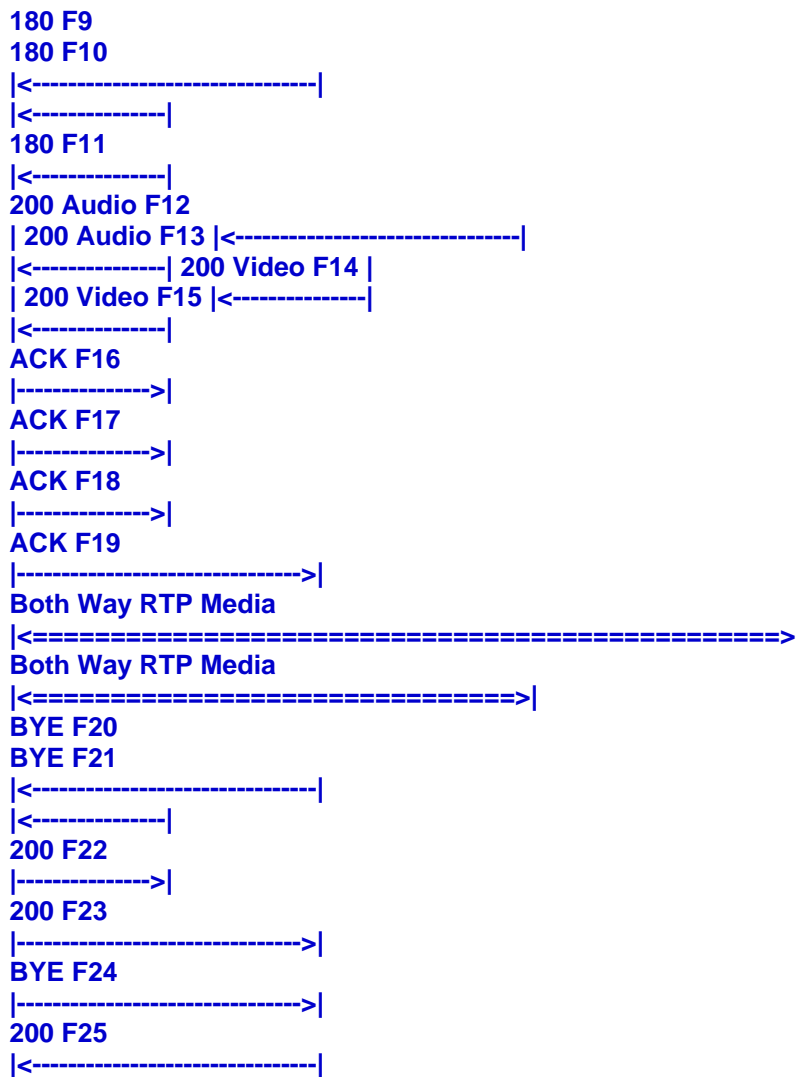 180 F9
180 F10
|<--------------------------------|
|<---------------|
180 F11
|<---------------|
200 Audio F12
| 200 Audio F13 |<--------------------------------|
|<---------------| 200 Video F14 |
| 200 Video F15 |<---------------|
|<---------------|
ACK F16
|--------------->|
ACK F17
|--------------->|
ACK F18
|--------------->|
ACK F19
|-------------------------------->|
Both Way RTP Media
|<================================================>
Both Way RTP Media
|<===============================>|
BYE F20
BYE F21
|<--------------------------------|
|<---------------|
200 F22
|--------------->|
200 F23
|-------------------------------->|
BYE F24
|-------------------------------->|
200 F25
|<--------------------------------|